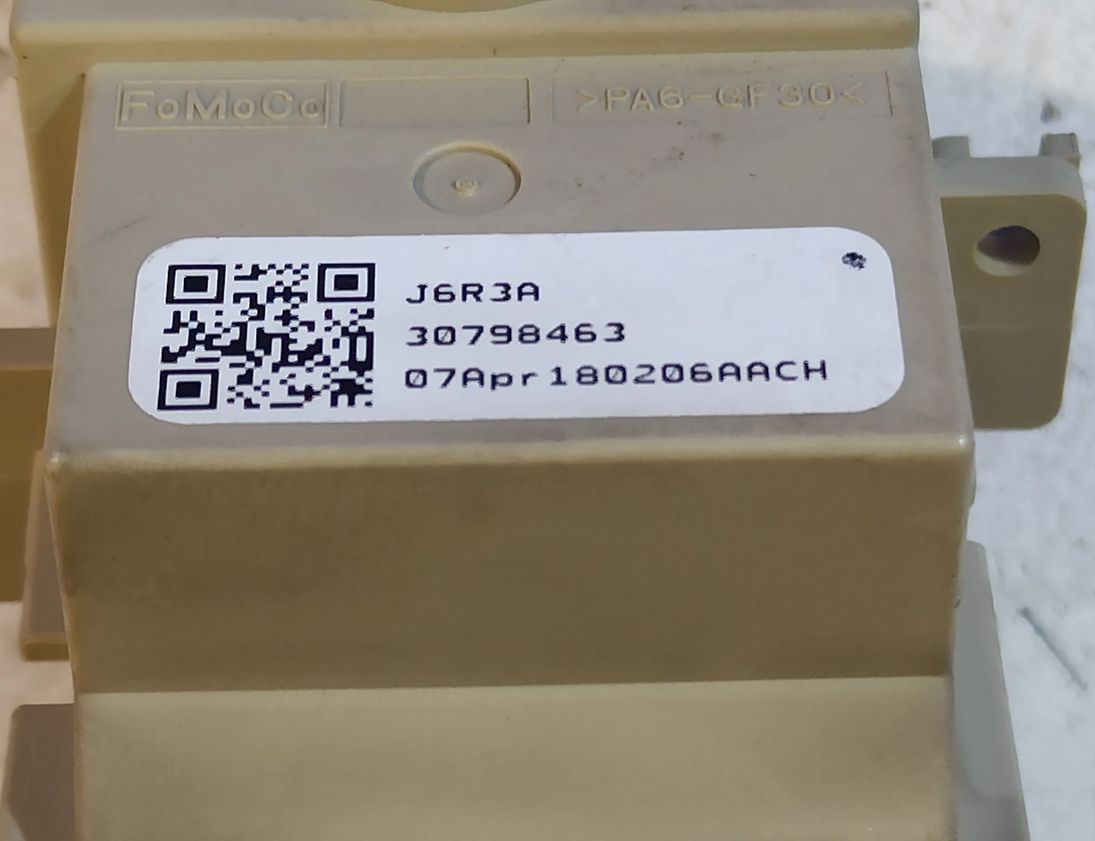 FoMoCo >PA6-GF30<
J6R3A
30798463
07Apr180206AACH